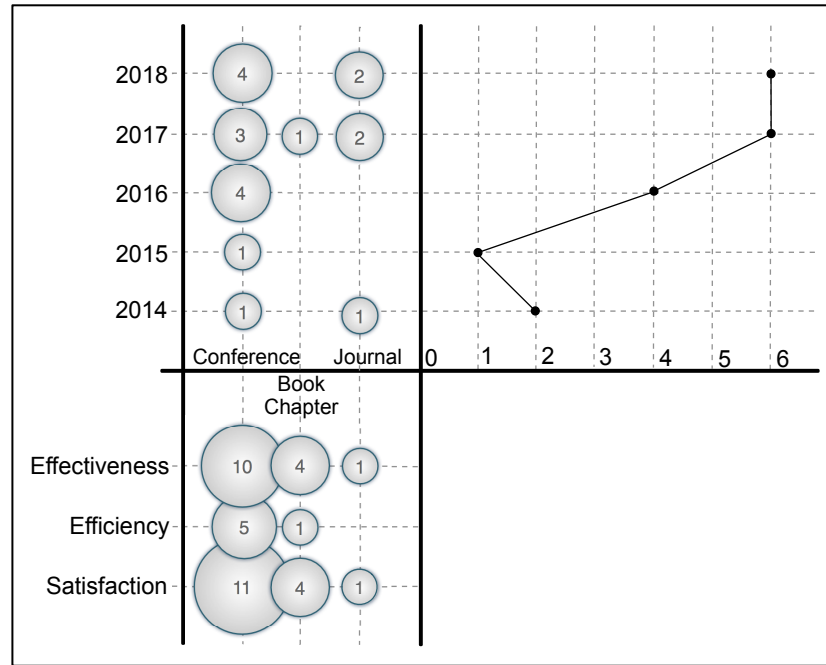 2018 4 2
2017 3 1 2
2016 4
2015 1
2014 1 1
Conference Journal 0 1 2 3 4 5 6
Book
Chapter
Effectiveness 10 4 1
Efficiency 5 1
Satisfaction 11 4 1